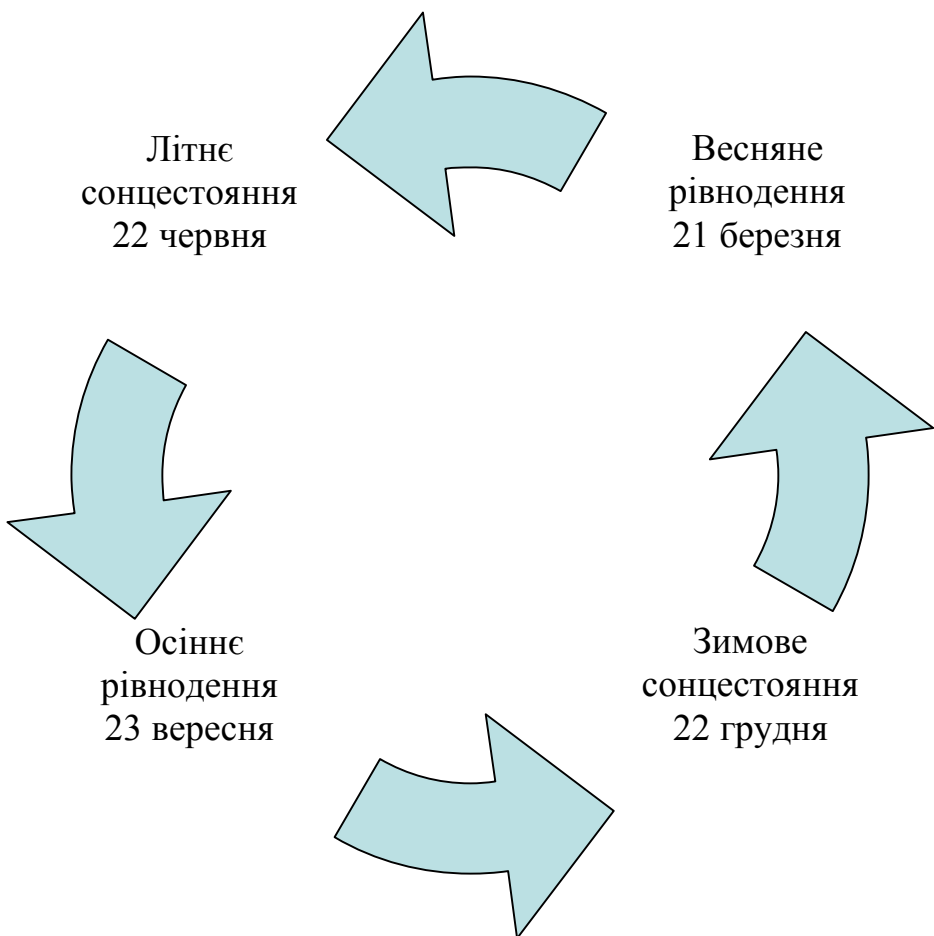 Літнє
сонцестояння
22 червня
Весняне
рівнодення
21 березня
Осіннє
рівнодення
23 вересня
Зимове
сонцестояння
22 грудня